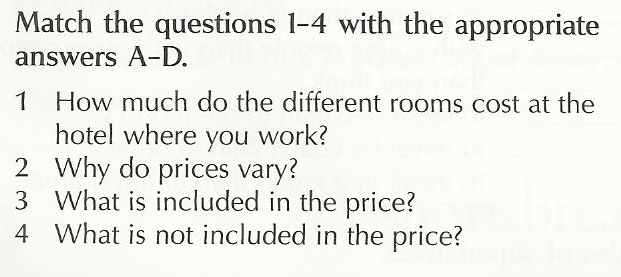 Match the questions 1–4 with the appropriate
answers A–D.
1 How much do the different rooms cost at the
hotel where you work?
2 Why do prices vary?
3 What is included in the price?
4 What is not included in the price?